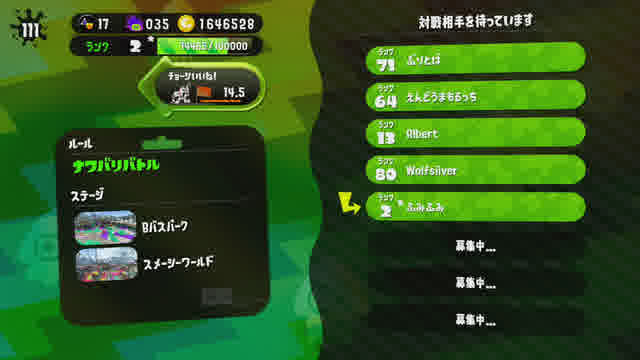 111
17
035
1646528
ランク
2*
14488/100000
チョーシいいね!
14.5
ルール
ナワバリバトル
ステージ
Bバスパーク
スメーシーワールド
対戦相手を待っています
ランク
71
ぷりとば
ランク
64
えんどうまもるっち
ランク
13
Albert
ランク
80
Wolfsilver
ランク
2*
ふみふみ
募集中...
募集中...
募集中...